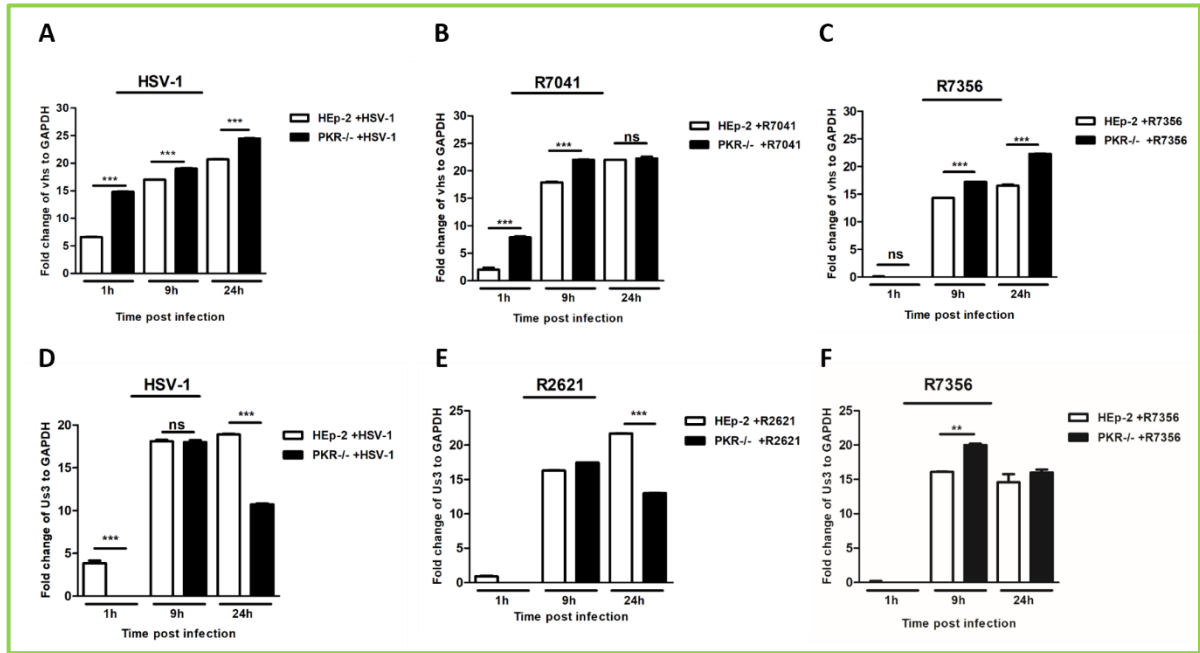 A
HSV-1
Fold change of vhs to GAPDH
30
25
20
15
10
5
0
***
***
***
1h
9h
24h
Time post infection
HEp-2 +HSV-1
PKR-/- +HSV-1
B
R7041
Fold change of vhs to GAPDH
30
25
20
15
10
5
0
***
***
ns
1h
9h
24h
Time post infection
HEp-2 +R7041
PKR-/- +R7041
C
R7356
Fold change of vhs to GAPDH
30
25
20
15
10
5
0
ns
***
***
1h
9h
24h
Time post infection
HEp-2 +R7356
PKR-/- +R7356
D
HSV-1
Fold change of Us3 to GAPDH
20
15
10
5
0
***
ns
***
1h
9h
24h
Time post infection
HEp-2 +HSV-1
PKR-/- +HSV-1
E
R2621
Fold change of Us3 to GAPDH
25
20
15
10
5
0
***
1h
9h
24h
Time post infection
HEp-2 +R2621
PKR-/- +R2621
F
R7356
Fold change of Us3 to GAPDH
25
20
15
10
5
0
**
1h
9h
24h
Time post infection
HEp-2 +R7356
PKR-/- +R7356